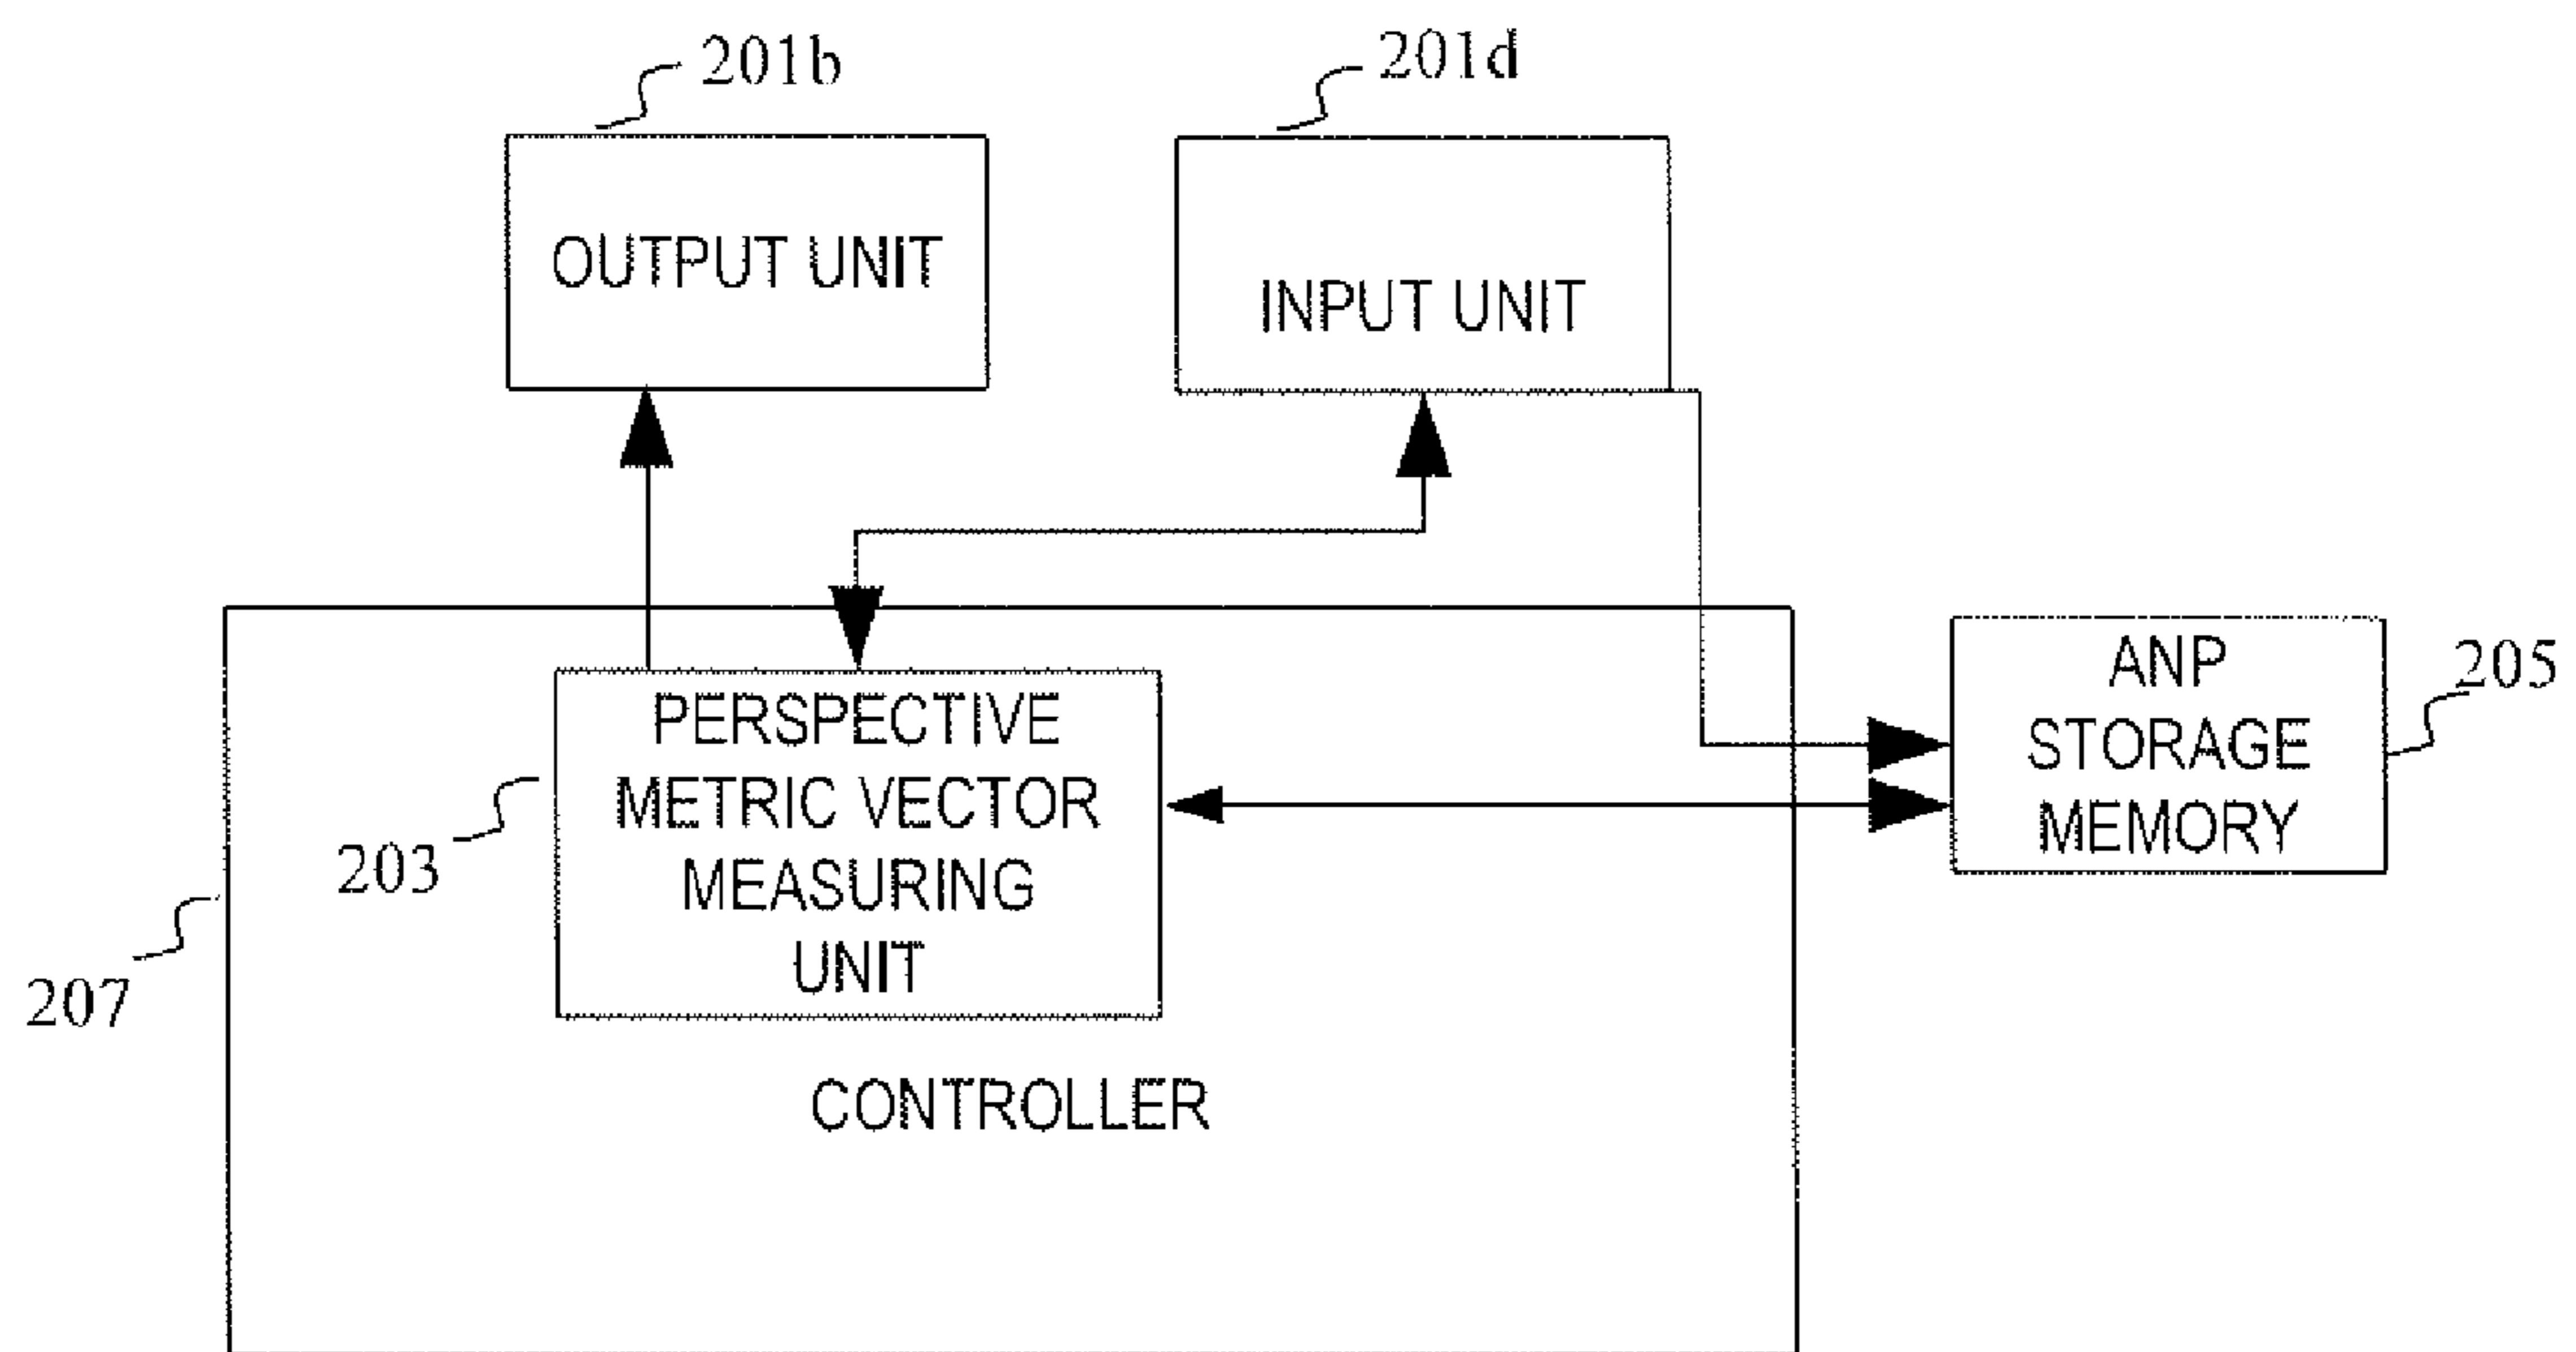 201b
201d
OUTPUT UNIT
INPUT UNIT
ANP
STORAGE
MEMORY
205
PERSPECTIVE
METRIC VECTOR
MEASURING
UNIT
203
207
CONTROLLER